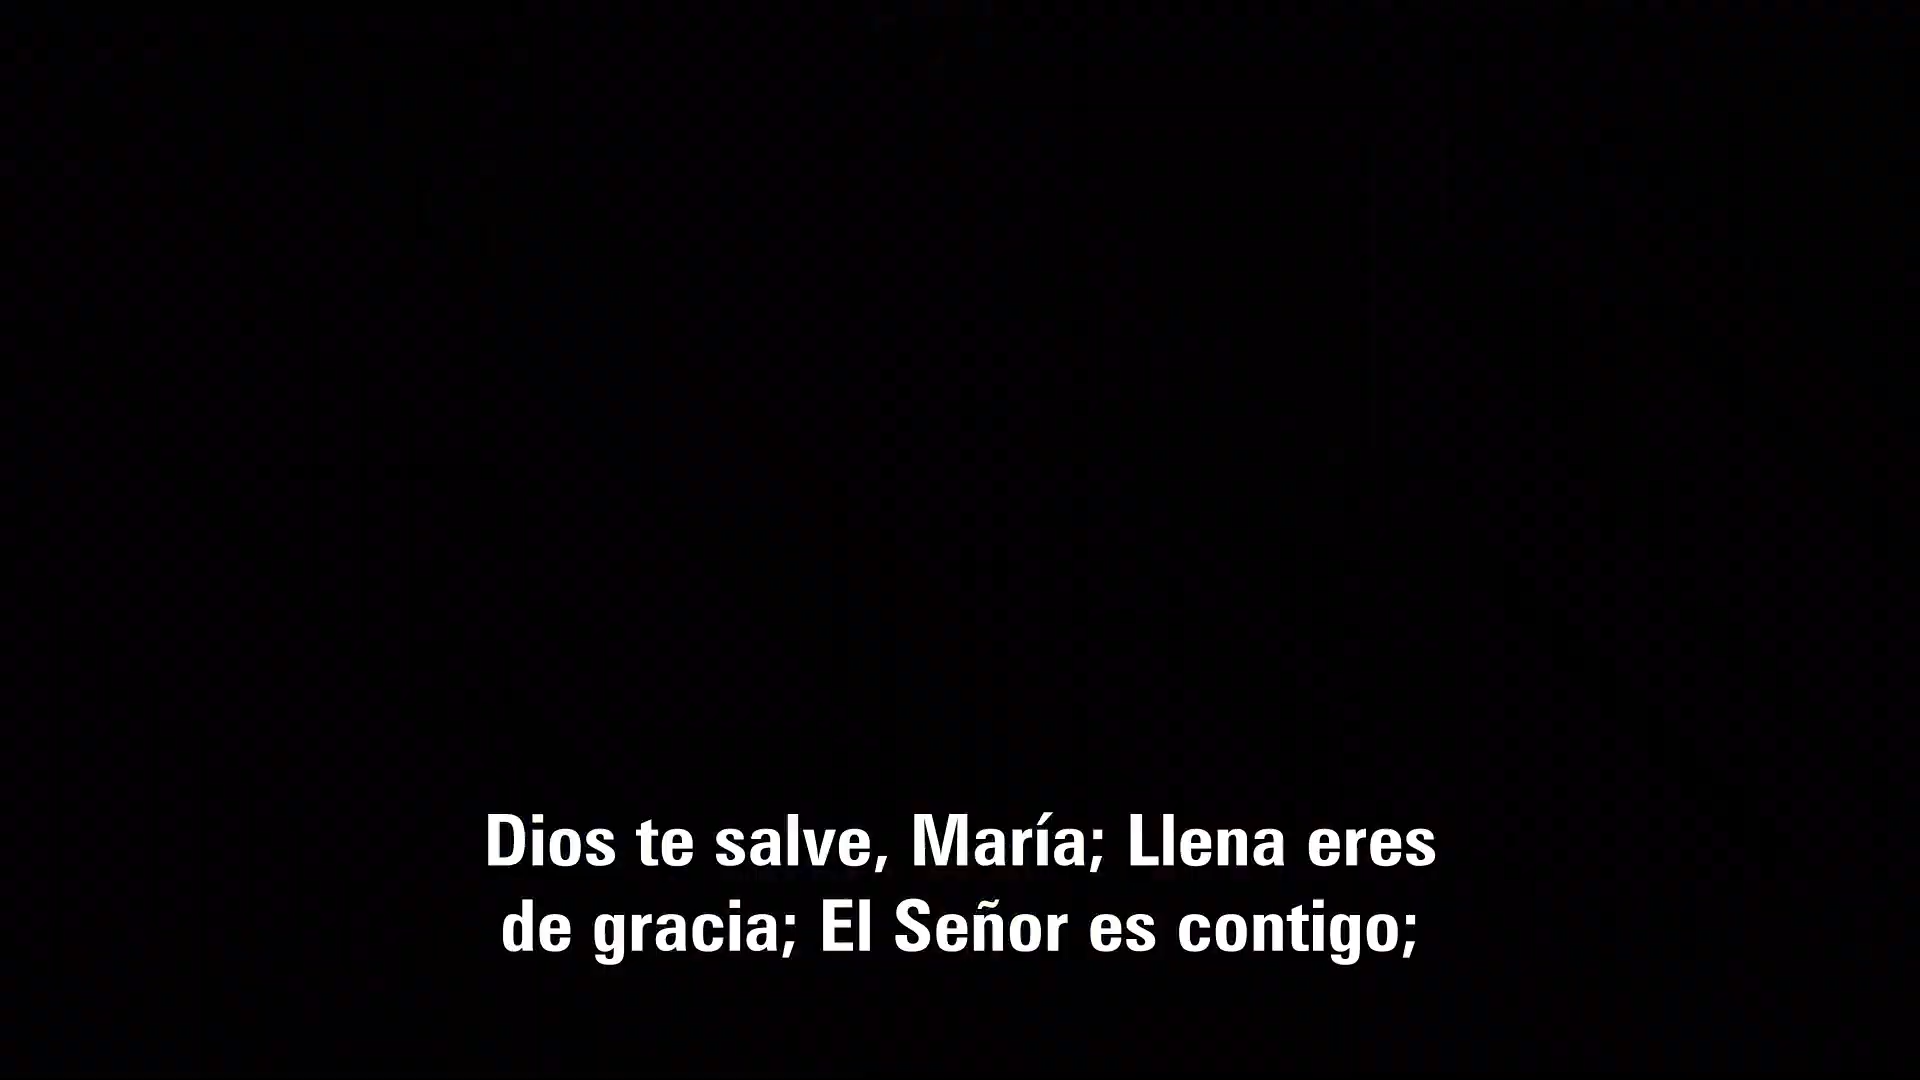 Dios te salve, María; Llena eres
de gracia; El Señor es contigo;